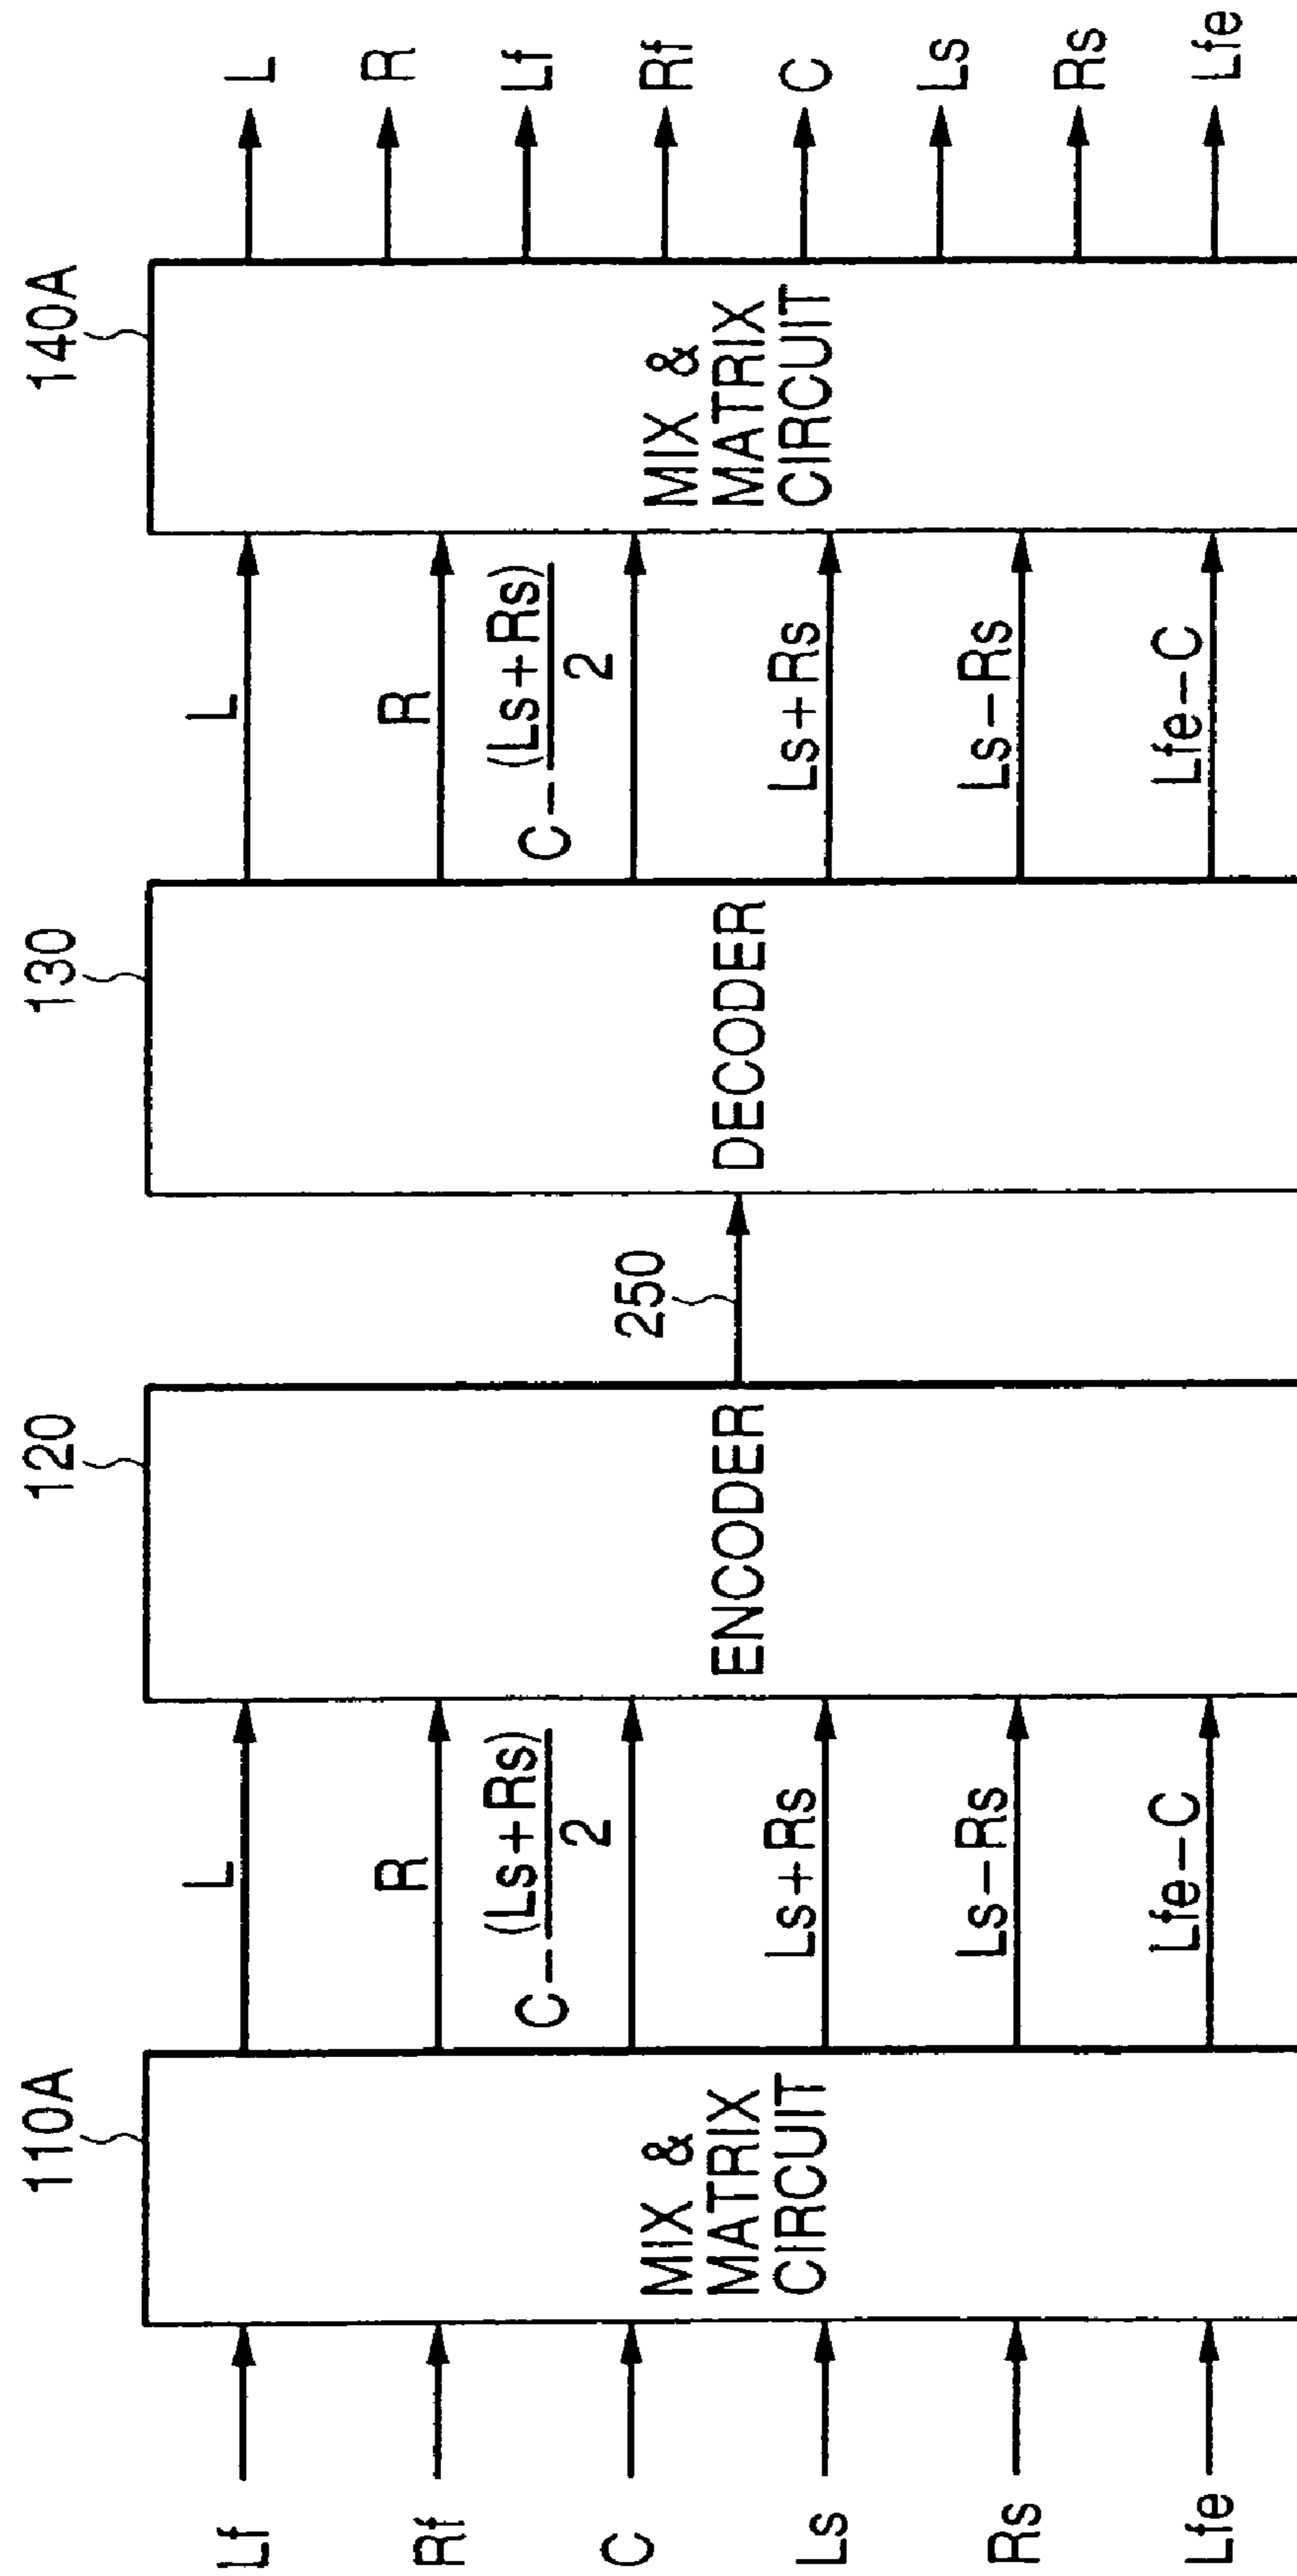 110A
120
130
140A
Lf
Rf
C
Ls
Rs
Lfe
MIX &
MATRIX
CIRCUIT
L
R
C-(Ls+Rs)
2
Ls+Rs
Ls-Rs
Lfe-C
ENCODER
250
DECODER
L
R
C-(Ls+Rs)
2
Ls+Rs
Ls-Rs
Lfe-C
MIX &
MATRIX
CIRCUIT
L
R
Lf
Rf
C
Ls
Rs
Lfe